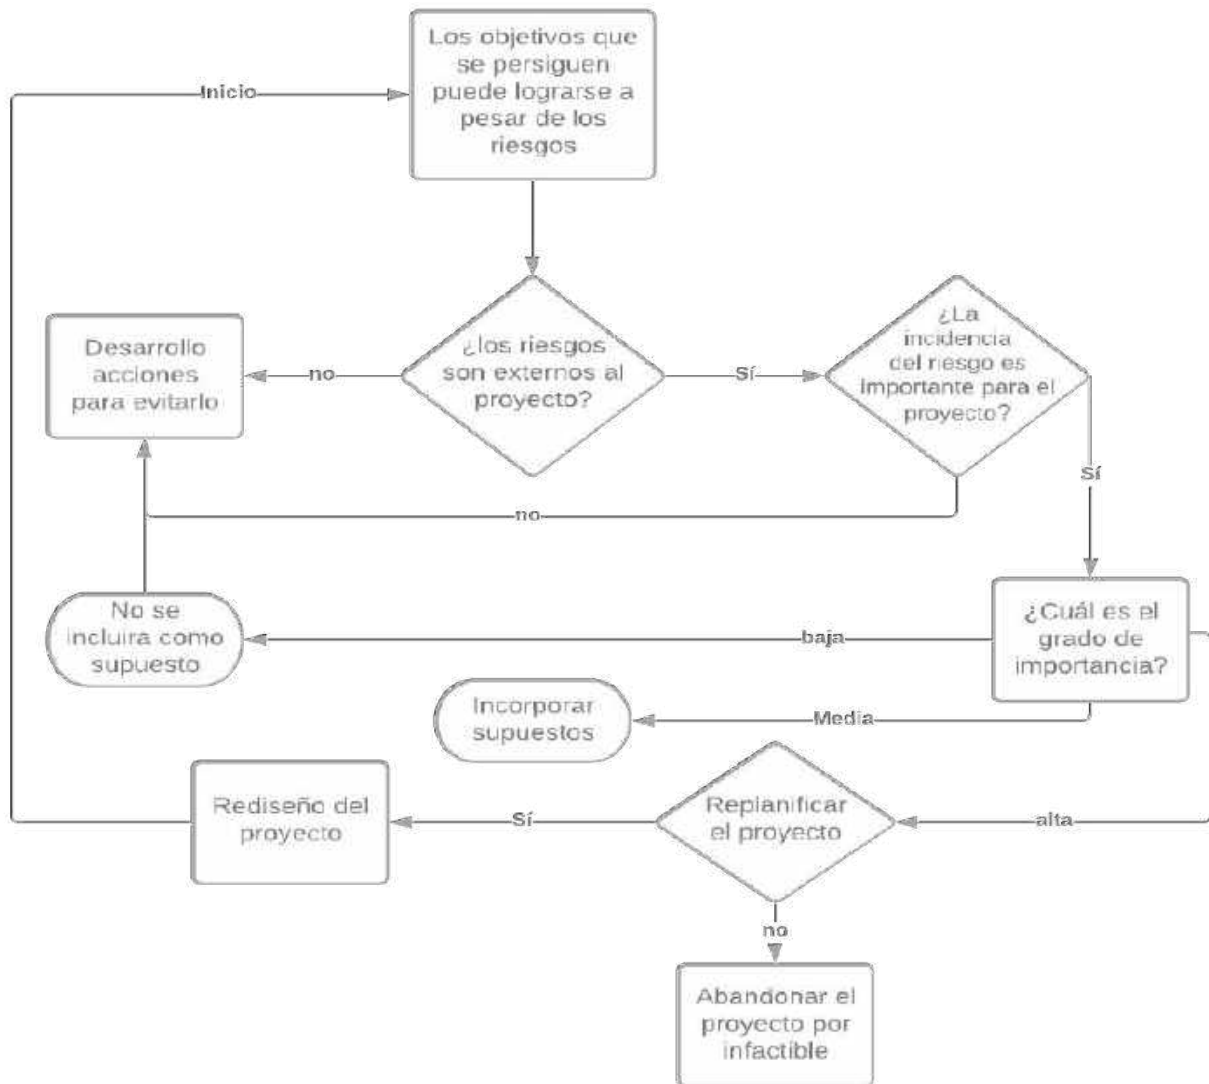 Los objetivos que
se persiguen
puede lograrse a
pesar de los
riesgos
Inicio
¿los riesgos
son externos al
proyecto?
no
Sí
Desarrollo
acciones
para evitarlo
¿La
incidencia
del riesgo es
importante para el
proyecto?
no
Sí
¿Cuál es el
grado de
importancia?
baja
No se
incluira como
supuesto
Media
Incorporar
supuestos
alta
Replanificar
el proyecto
Sí
Rediseño del
proyecto
no
Abandonar el
proyecto por
infactible